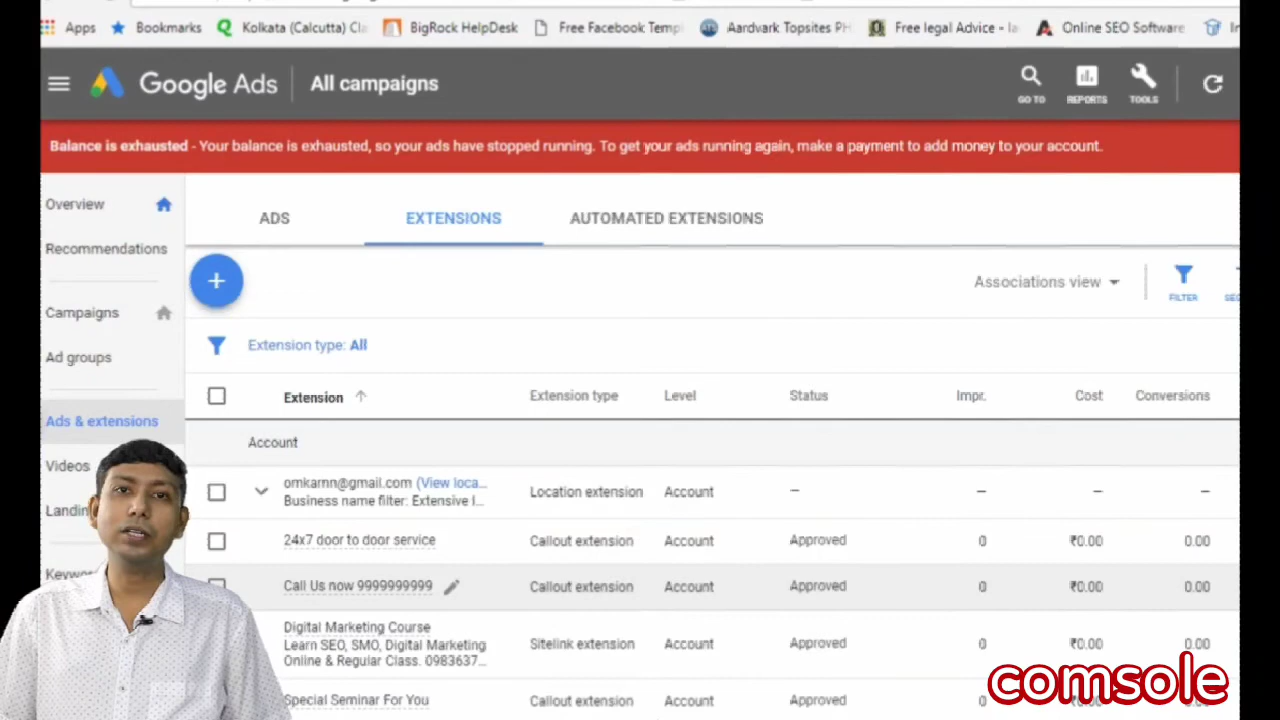 Apps
Bookmarks
Kolkata (Calcutta) Cla
BigRock HelpDesk
Free Facebook Temp
Aardvark Topsites PH
Free legal Advice - la
Online SEO Software
In
Google Ads
All campaigns
GO TO
REPORTS
TOOLS
Balance is exhausted - Your balance is exhausted, so your ads have stopped running. To get your ads running again, make a payment to add money to your account.
Overview
Recommendations
Campaigns
Ad groups
Ads & extensions
Videos
Landin
Keywo
ADS
EXTENSIONS
AUTOMATED EXTENSIONS
+
Associations view
FILTER
Extension type: All
Extension Extension type Level Status Impr. Cost Conversions
Account
omkarnn@gmail.com (View loca...
Business name filter: Extensive I...
Location extension Account – – – –
24x7 door to door service Callout extension Account Approved 0 ₹0.00 0.00
Call Us now 9999999999 Callout extension Account Approved 0 ₹0.00 0.00
Digital Marketing Course
Learn SEO, SMO, Digital Marketing
Online & Regular Class. 0983637...
Sitelink extension Account Approved 0 ₹0.00 0.00
Special Seminar For You Callout extension Account Approved 0 ₹0.00
comsole